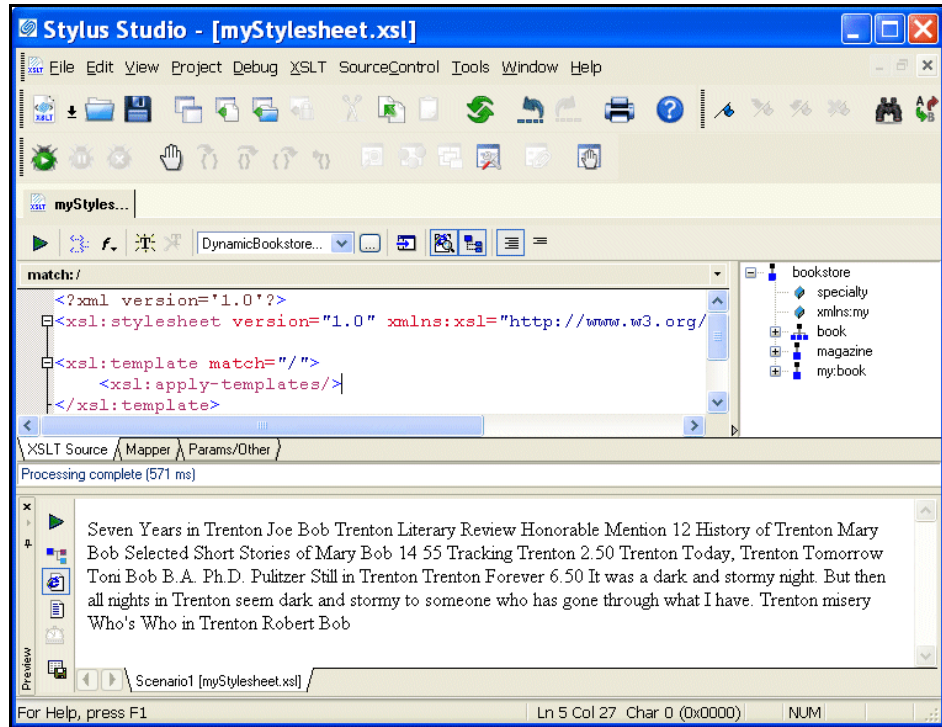 Stylus Studio - [myStylesheet.xsl]
File Edit View Project Debug XSLT SourceControl Tools Window Help
XSLT
myStyles...
DynamicBookstore...
match:/
<?xml version='1.0'?>
<xsl:stylesheet version="1.0" xmlns:xsl="http://www.w3.org/
<xsl:template match="/">
<xsl:apply-templates/>
</xsl:template>
bookstore
specialty
xmlns:my
book
magazine
my:book
XSLT Source Mapper Params/Other
Processing complete (571 ms)
Seven Years in Trenton Joe Bob Trenton Literary Review Honorable Mention 12 History of Trenton Mary
Bob Selected Short Stories of Mary Bob 14 55 Tracking Trenton 2.50 Trenton Today, Trenton Tomorrow
Toni Bob B.A. Ph.D. Pulitzer Still in Trenton Trenton Forever 6.50 It was a dark and stormy night. But then
all nights in Trenton seem dark and stormy to someone who has gone through what I have. Trenton misery
Who's Who in Trenton Robert Bob
Preview
Scenario1 [myStylesheet.xsl]
For Help, press F1
Ln 5 Col 27 Char 0 (0x0000) NUM